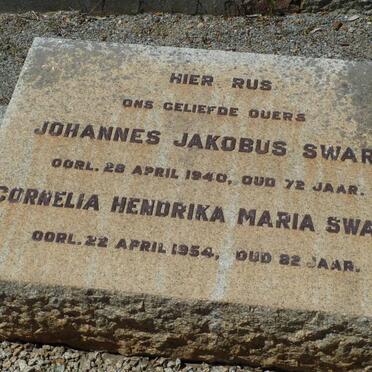 HIER RUS
ONS GELIEFDE OUERS
JOHANNES JAKOBUS SWAR
OORL. 28 APRIL 1940, OUD 72 JAAR.
CORNELIA HENDRIKA MARIA SWA
OORL. 22 APRIL 1954, OUD 82 JAAR.